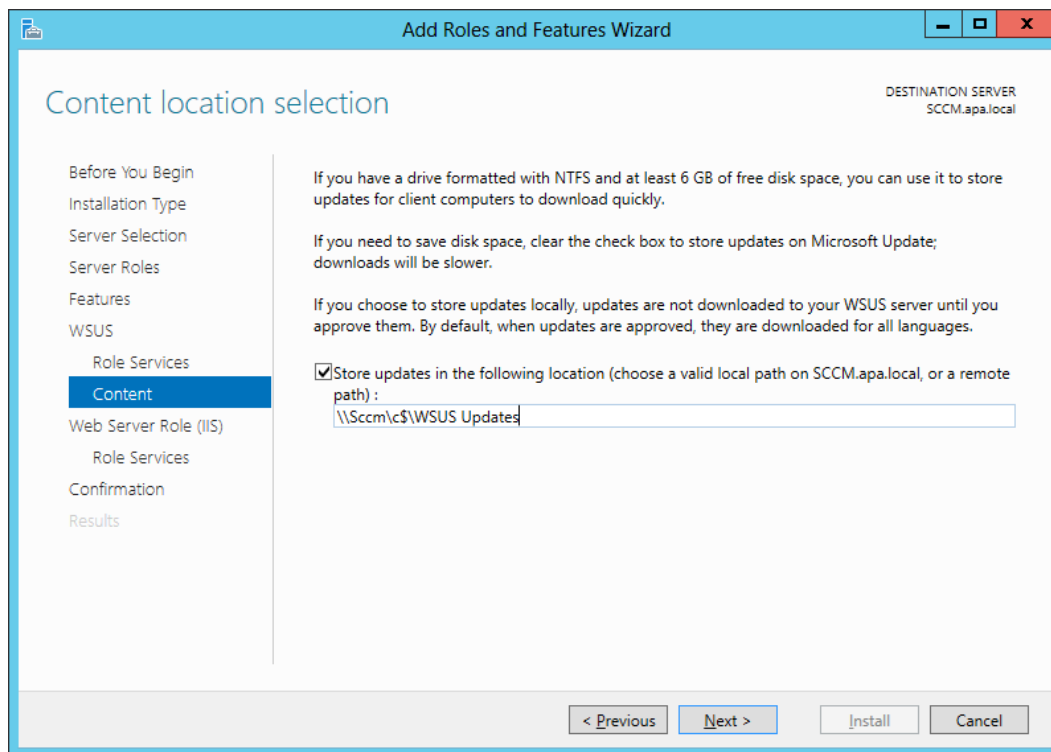 Add Roles and Features Wizard
Content location selection
DESTINATION SERVER
SCCM.apa.local
Before You Begin
Installation Type
Server Selection
Server Roles
Features
WSUS
Role Services
Content
Web Server Role (IIS)
Role Services
Confirmation
Results
If you have a drive formatted with NTFS and at least 6 GB of free disk space, you can use it to store
updates for client computers to download quickly.
If you need to save disk space, clear the check box to store updates on Microsoft Update;
downloads will be slower.
If you choose to store updates locally, updates are not downloaded to your WSUS server until you
approve them. By default, when updates are approved, they are downloaded for all languages.
Store updates in the following location (choose a valid local path on SCCM.apa.local, or a remote
path) :
\\Sccm\c$\WSUS Updates
< Previous
Next >
Install
Cancel